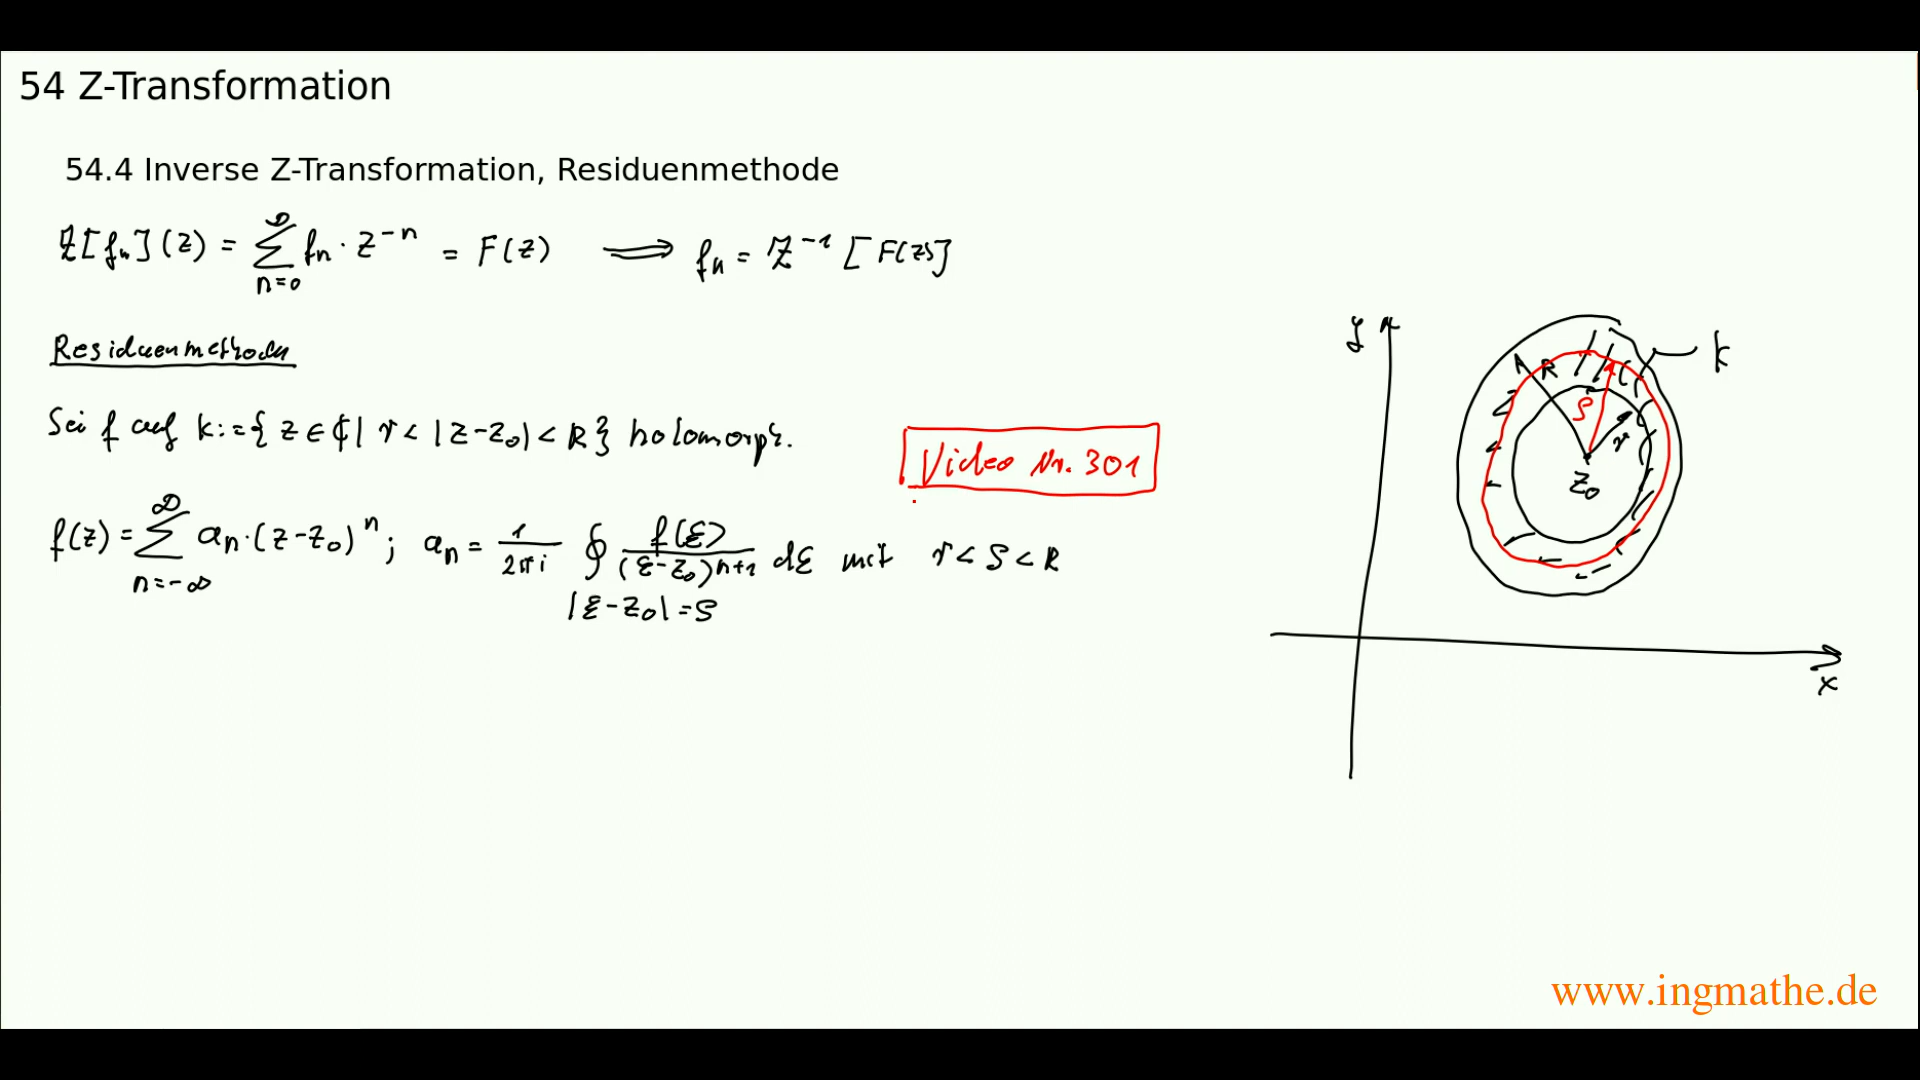 54 Z-Transformation
54.4 Inverse Z-Transformation, Residuenmethode
Z[fn](z) = ∑_{n=0}^{∞} fn · z^{-n} = F(z) ⟹ fn = Z^{-1}[F(z)]
Residuenmethode
Sei f auf K:={z∈ℂ| r<|z-z₀|<R} holomorph.
Video Nr. 301
f(z) = ∑_{n=-∞}^{∞} an·(z-z₀)^n; an = 1/(2πi) ∮_{|ξ-z₀|=ρ} f(ξ)/(ξ-z₀)^{n+1} dξ mit r<ρ<R
y
K
R
ρ
r
z₀
x
www.ingmathe.de